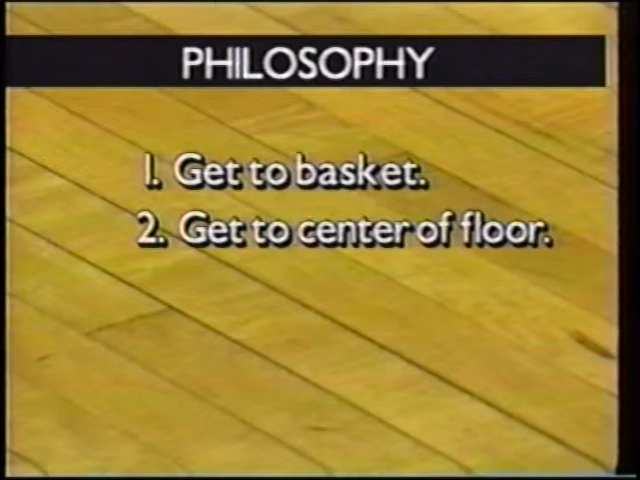 PHILOSOPHY
1. Get to basket.
2. Get to center of floor.